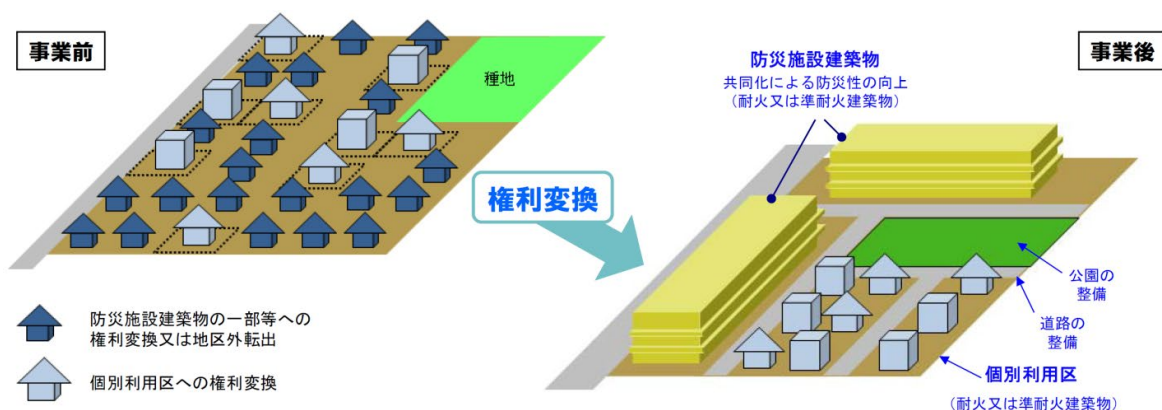 事業前
種地
防災施設建築物の一部等への
権利変換又は地区外転出
個別利用区への権利変換
権利変換
事業後
防災施設建築物
共同化による防災性の向上
(耐火又は準耐火建築物)
公園の
整備
道路の
整備
個別利用区
(耐火又は準耐火建築物)